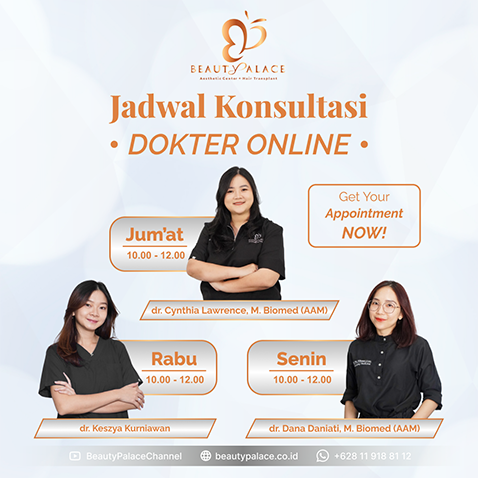 BEAUTYPALACE
Aesthetic Center • Hair Transplant
Jadwal Konsultasi
• DOKTER ONLINE •
Get Your
Appointment
NOW!
Jum'at
10.00 - 12.00
dr. Cynthia Lawrence, M. Biomed (AAM)
Rabu
10.00 - 12.00
Senin
10.00 - 12.00
dr. Keszya Kurniawan
dr. Dana Daniati, M. Biomed (AAM)
BeautyPalaceChannel
beautypalace.co.id
+628 11 918 81 12